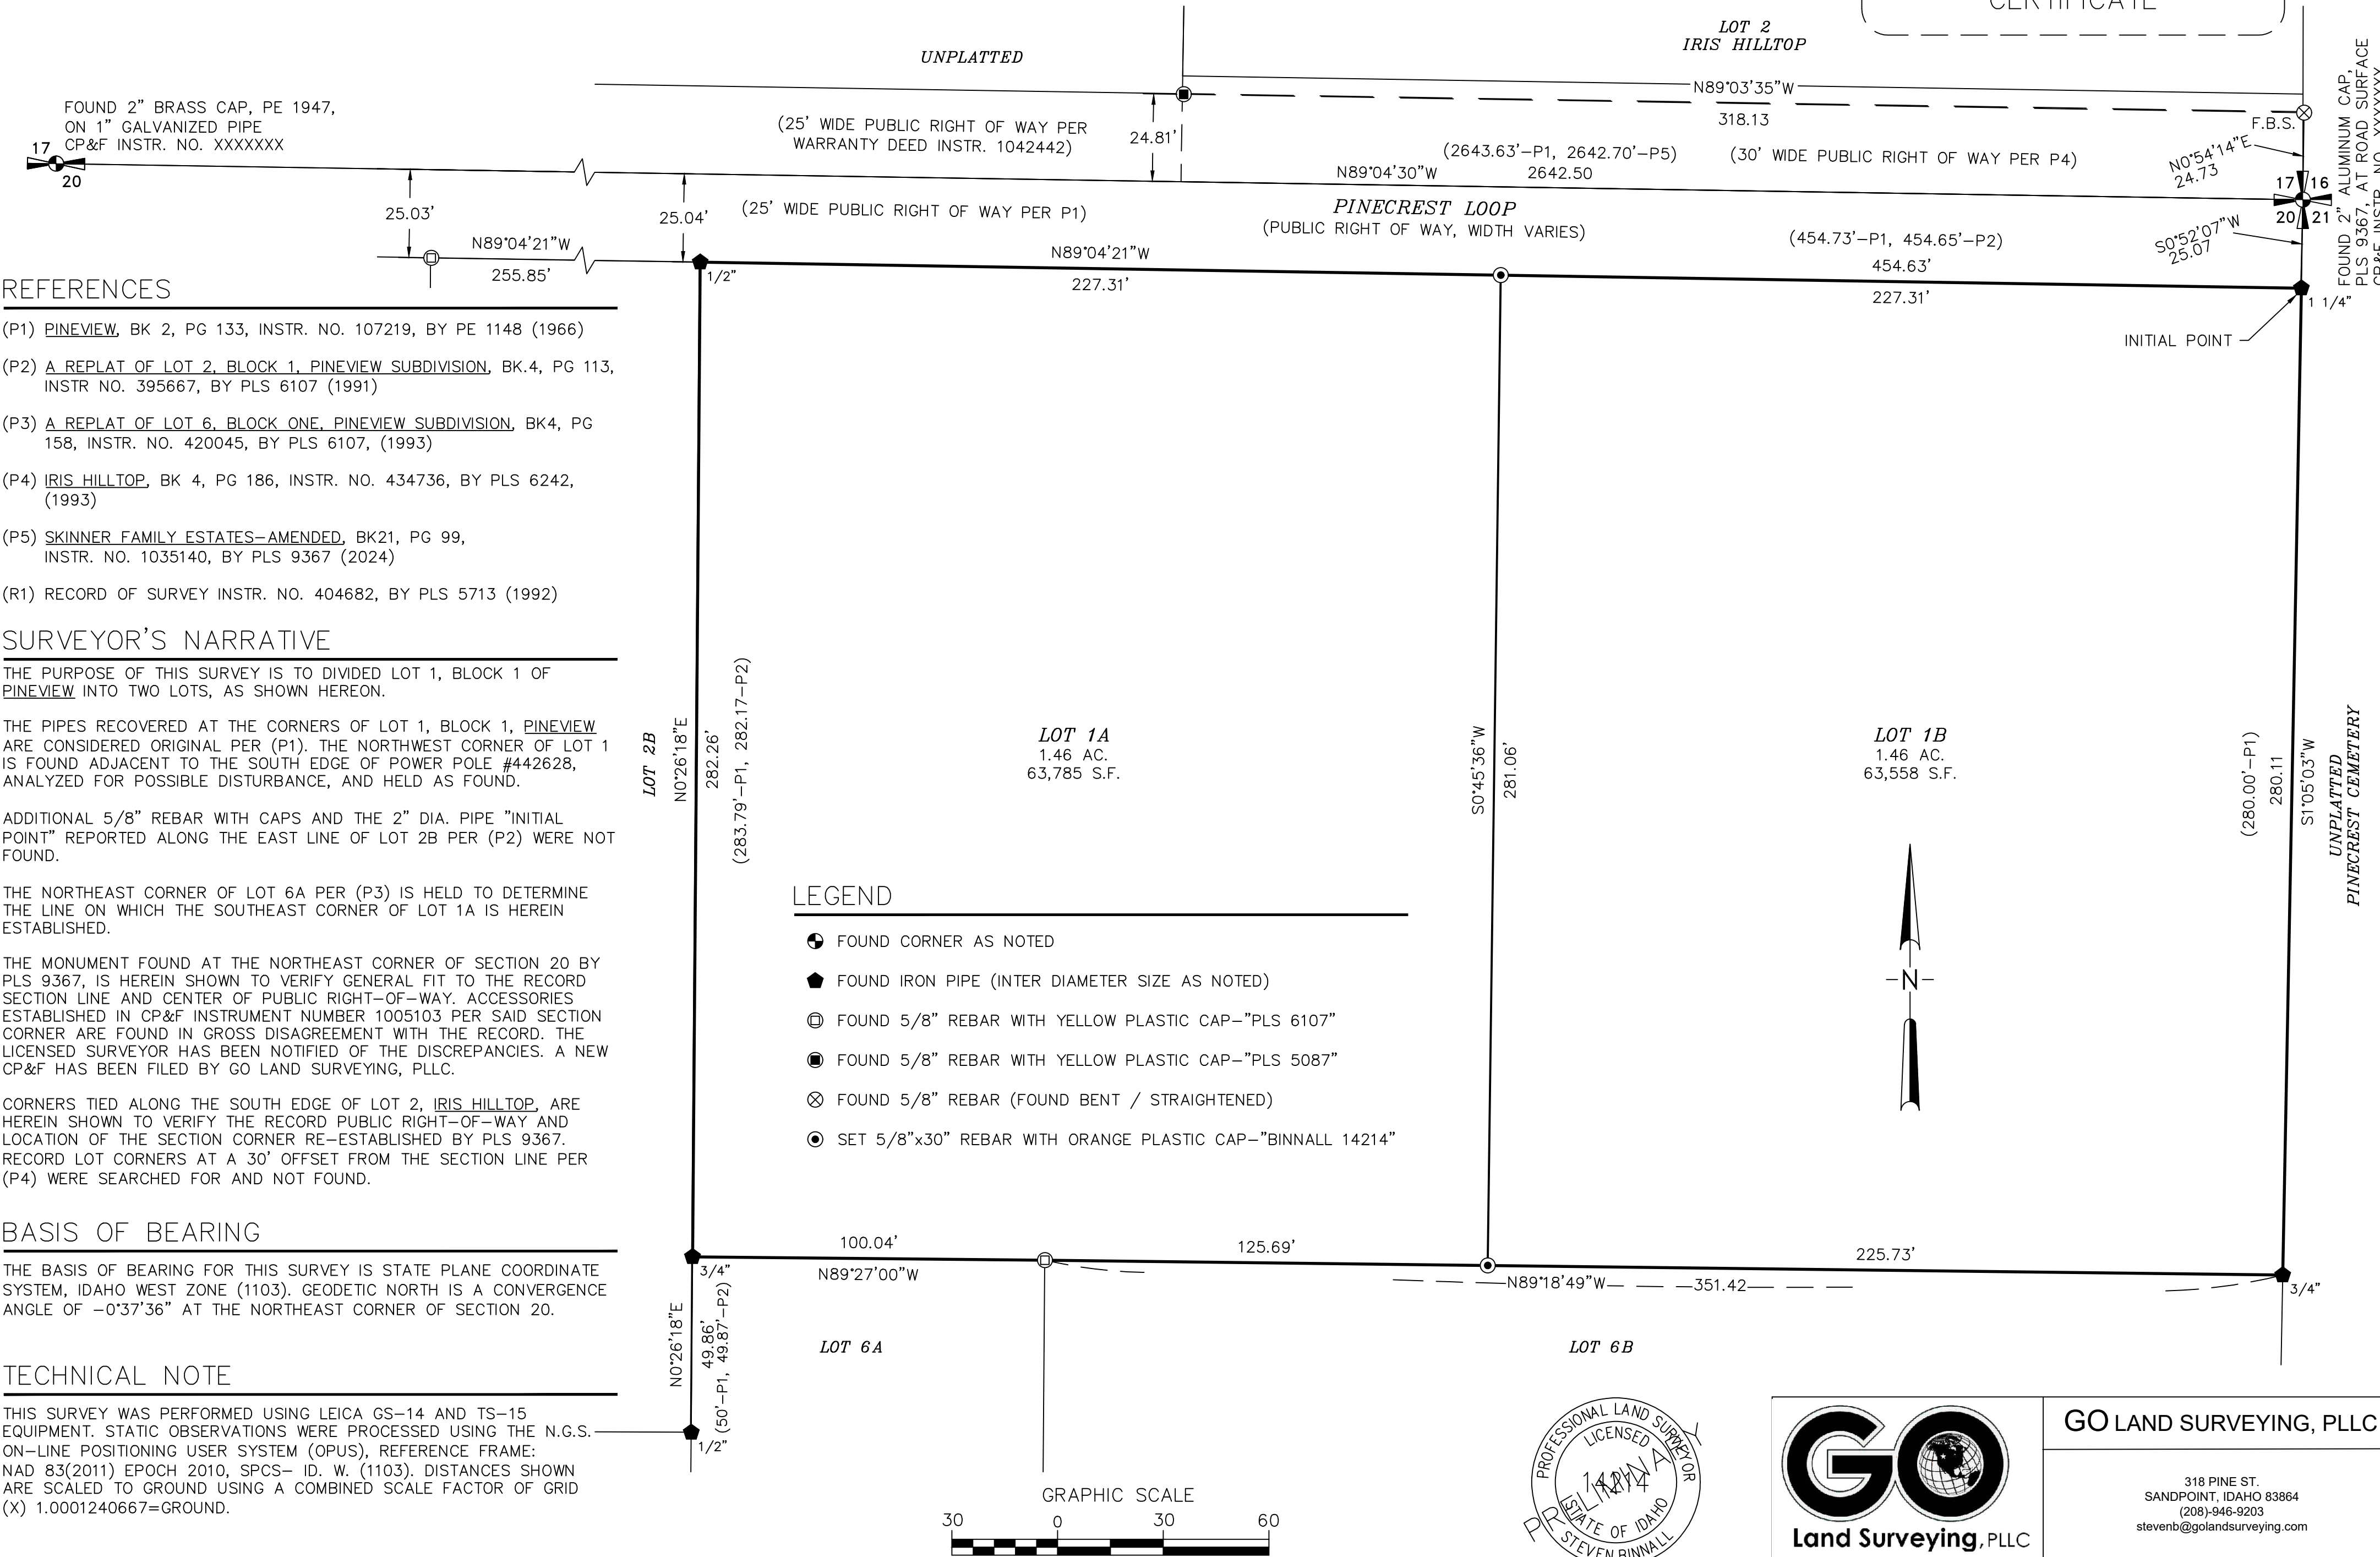 CERTIFICATE
LOT 2
IRIS HILLTOP
UNPLATTED
N89°03'35"W
318.13
F.B.S.
FOUND 2" ALUMINUM CAP,
PLS 9367, AT ROAD SURFACE
CP&F INSTR. NO. XXXXXXX
FOUND 2" BRASS CAP, PE 1947,
ON 1" GALVANIZED PIPE
CP&F INSTR. NO. XXXXXXX
17
20
(25' WIDE PUBLIC RIGHT OF WAY PER
WARRANTY DEED INSTR. 1042442)
24.81'
(2643.63'-P1, 2642.70'-P5)
(30' WIDE PUBLIC RIGHT OF WAY PER P4)
N89°04'30"W
2642.50
N0°54'14"E
24.73
17 16
20 21
25.03'
25.04'
(25' WIDE PUBLIC RIGHT OF WAY PER P1)
PINECREST LOOP
(PUBLIC RIGHT OF WAY, WIDTH VARIES)
(454.73'-P1, 454.65'-P2)
S0°52'07"W
25.07
N89°04'21"W
255.85'
1/2"
N89°04'21"W
227.31'
454.63'
227.31'
1 1/4"
INITIAL POINT
REFERENCES
(P1) PINEVIEW, BK 2, PG 133, INSTR. NO. 107219, BY PE 1148 (1966)
(P2) A REPLAT OF LOT 2, BLOCK 1, PINEVIEW SUBDIVISION, BK.4, PG 113,
INSTR NO. 395667, BY PLS 6107 (1991)
(P3) A REPLAT OF LOT 6, BLOCK ONE, PINEVIEW SUBDIVISION, BK4, PG
158, INSTR. NO. 420045, BY PLS 6107, (1993)
(P4) IRIS HILLTOP, BK 4, PG 186, INSTR. NO. 434736, BY PLS 6242,
(1993)
(P5) SKINNER FAMILY ESTATES-AMENDED, BK21, PG 99,
INSTR. NO. 1035140, BY PLS 9367 (2024)
(R1) RECORD OF SURVEY INSTR. NO. 404682, BY PLS 5713 (1992)
SURVEYOR'S NARRATIVE
THE PURPOSE OF THIS SURVEY IS TO DIVIDED LOT 1, BLOCK 1 OF
PINEVIEW INTO TWO LOTS, AS SHOWN HEREON.
THE PIPES RECOVERED AT THE CORNERS OF LOT 1, BLOCK 1, PINEVIEW
ARE CONSIDERED ORIGINAL PER (P1). THE NORTHWEST CORNER OF LOT 1
IS FOUND ADJACENT TO THE SOUTH EDGE OF POWER POLE #442628,
ANALYZED FOR POSSIBLE DISTURBANCE, AND HELD AS FOUND.
ADDITIONAL 5/8" REBAR WITH CAPS AND THE 2" DIA. PIPE "INITIAL
POINT" REPORTED ALONG THE EAST LINE OF LOT 2B PER (P2) WERE NOT
FOUND.
THE NORTHEAST CORNER OF LOT 6A PER (P3) IS HELD TO DETERMINE
THE LINE ON WHICH THE SOUTHEAST CORNER OF LOT 1A IS HEREIN
ESTABLISHED.
THE MONUMENT FOUND AT THE NORTHEAST CORNER OF SECTION 20 BY
PLS 9367, IS HEREIN SHOWN TO VERIFY GENERAL FIT TO THE RECORD
SECTION LINE AND CENTER OF PUBLIC RIGHT-OF-WAY. ACCESSORIES
ESTABLISHED IN CP&F INSTRUMENT NUMBER 1005103 PER SAID SECTION
CORNER ARE FOUND IN GROSS DISAGREEMENT WITH THE RECORD. THE
LICENSED SURVEYOR HAS BEEN NOTIFIED OF THE DISCREPANCIES. A NEW
CP&F HAS BEEN FILED BY GO LAND SURVEYING, PLLC.
CORNERS TIED ALONG THE SOUTH EDGE OF LOT 2, IRIS HILLTOP, ARE
HEREIN SHOWN TO VERIFY THE RECORD PUBLIC RIGHT-OF-WAY AND
LOCATION OF THE SECTION CORNER RE-ESTABLISHED BY PLS 9367.
RECORD LOT CORNERS AT A 30' OFFSET FROM THE SECTION LINE PER
(P4) WERE SEARCHED FOR AND NOT FOUND.
BASIS OF BEARING
THE BASIS OF BEARING FOR THIS SURVEY IS STATE PLANE COORDINATE
SYSTEM, IDAHO WEST ZONE (1103). GEODETIC NORTH IS A CONVERGENCE
ANGLE OF -0°37'36" AT THE NORTHEAST CORNER OF SECTION 20.
TECHNICAL NOTE
THIS SURVEY WAS PERFORMED USING LEICA GS-14 AND TS-15
EQUIPMENT. STATIC OBSERVATIONS WERE PROCESSED USING THE N.G.S.
ON-LINE POSITIONING USER SYSTEM (OPUS), REFERENCE FRAME:
NAD 83(2011) EPOCH 2010, SPCS- ID. W. (1103). DISTANCES SHOWN
ARE SCALED TO GROUND USING A COMBINED SCALE FACTOR OF GRID
(X) 1.0001240667=GROUND.
LOT 2B
N0°26'18"E
282.26'
(283.79'-P1, 282.17-P2)
LOT 1A
1.46 AC.
63,785 S.F.
S0°45'36"W
281.06'
LOT 1B
1.46 AC.
63,558 S.F.
(280.00'-P1)
280.11
S1°05'03"W
UNPLATTED
PINECREST CEMETERY
LEGEND
FOUND CORNER AS NOTED
FOUND IRON PIPE (INTER DIAMETER SIZE AS NOTED)
FOUND 5/8" REBAR WITH YELLOW PLASTIC CAP-"PLS 6107"
FOUND 5/8" REBAR WITH YELLOW PLASTIC CAP-"PLS 5087"
FOUND 5/8" REBAR (FOUND BENT / STRAIGHTENED)
SET 5/8"x30" REBAR WITH ORANGE PLASTIC CAP-"BINNALL 14214"
N
100.04'
125.69'
225.73'
3/4"
N89°27'00"W
N89°18'49"W
351.42
3/4"
N0°26'18"E
49.86'
(50'-P1, 49.87'-P2)
1/2"
LOT 6A
LOT 6B
GRAPHIC SCALE
30 0 30 60
PROFESSIONAL LAND SURVEYOR
LICENSED
14214
PRELIMINARY
STATE OF IDAHO
STEVEN BINNALL
GO
Land Surveying, PLLC
GO LAND SURVEYING, PLLC
318 PINE ST.
SANDPOINT, IDAHO 83864
(208)-946-9203
stevenb@golandsurveying.com